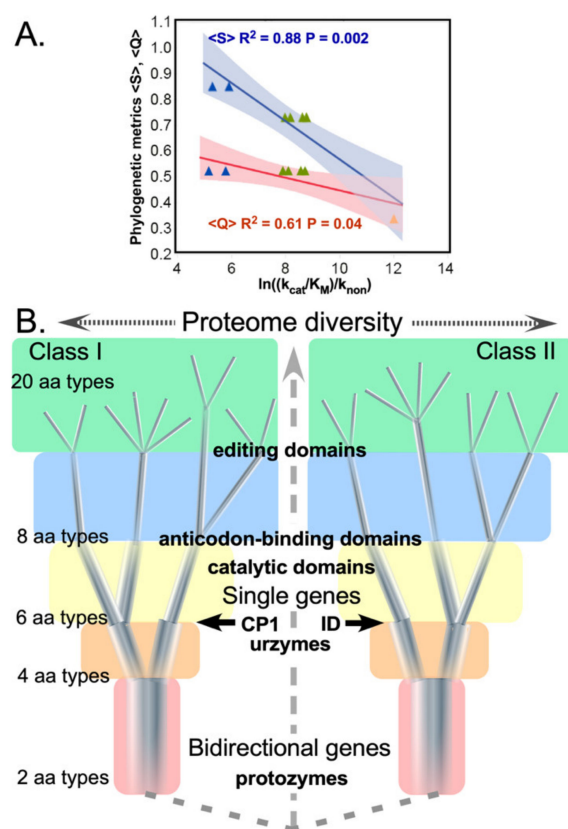 A.
<S> R² = 0.88 P = 0.002
Phylogenetic metrics <S>, <Q>
1.1
1.0
0.9
0.8
0.7
0.6
0.5
0.4
0.3
0.2
<Q> R² = 0.61 P = 0.04
4 6 8 10 12 14
ln((kcat/KM)/knon)
B.
Proteome diversity
Class I Class II
20 aa types
editing domains
8 aa types anticodon-binding domains
catalytic domains
Single genes
6 aa types CP1 ID
urzymes
4 aa types
Bidirectional genes
2 aa types protozymes